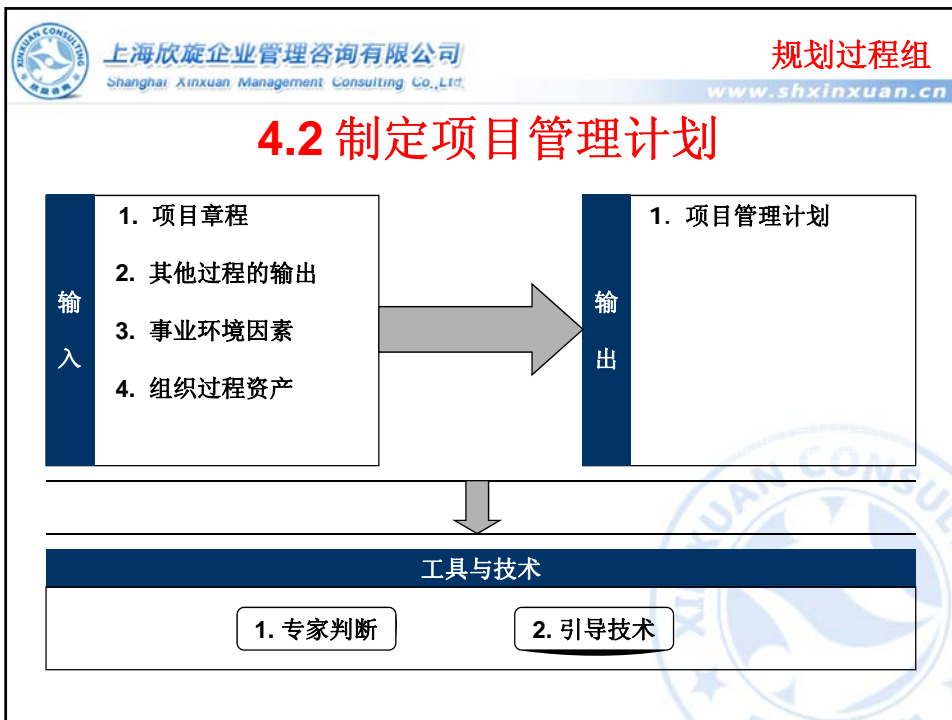 上海欣旋企业管理咨询有限公司
Shanghai Xinxuan Management Consulting Co.,Ltd.
规划过程组
www.shxinxuan.cn
4.2 制定项目管理计划
输入
1. 项目章程
2. 其他过程的输出
3. 事业环境因素
4. 组织过程资产
输出
1. 项目管理计划
工具与技术
1. 专家判断
2. 引导技术
XINXUAN CONSU